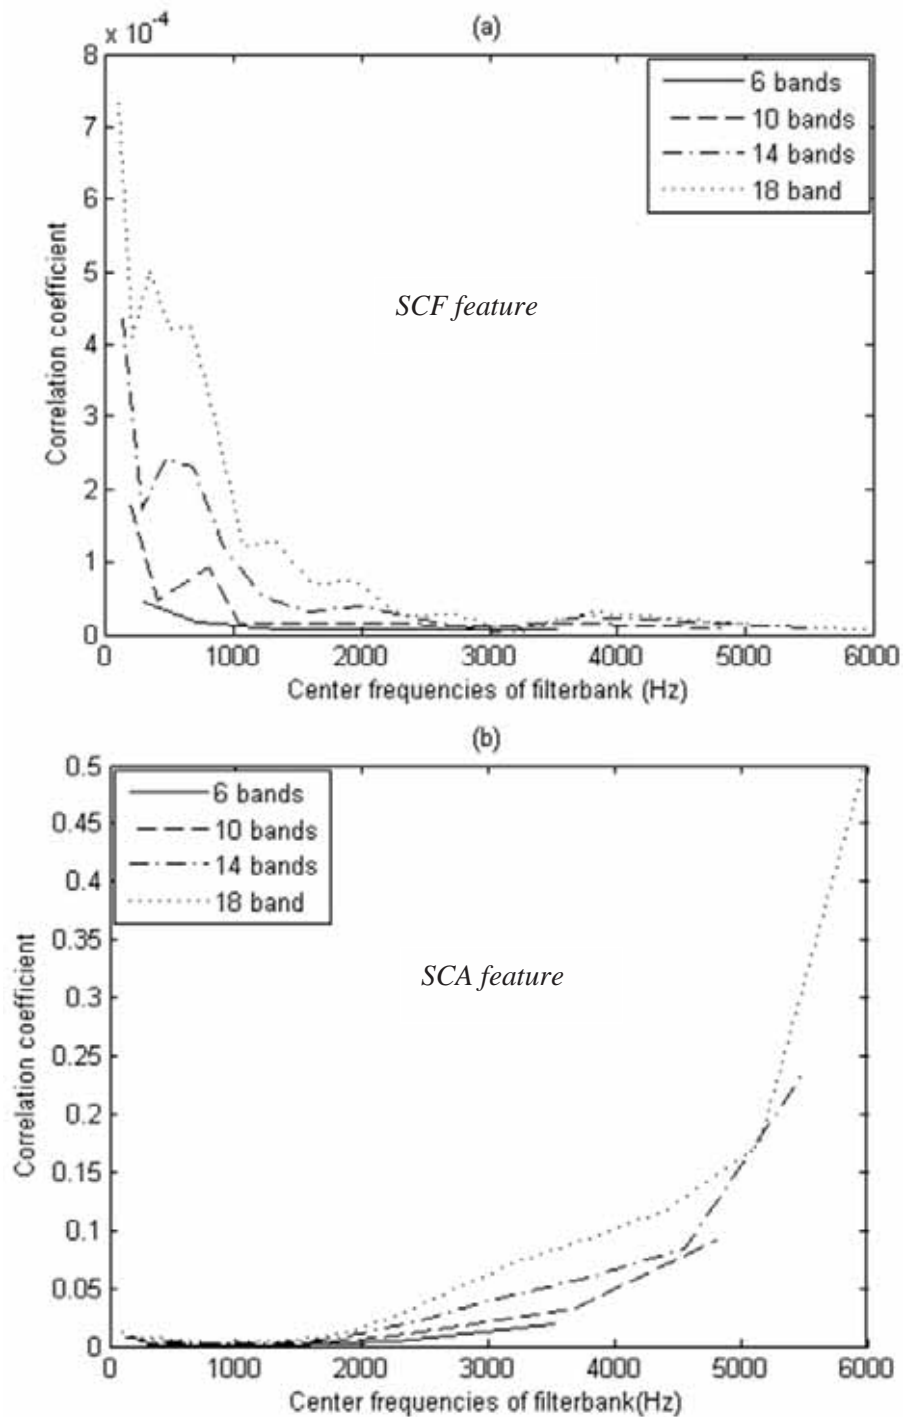 (a)
x 10^-4
8
7
6
5
4
3
2
1
0
Correlation coefficient
6 bands
10 bands
14 bands
18 band
SCF feature
0 1000 2000 3000 4000 5000 6000
Center frequencies of filterbank (Hz)
(b)
0.5
0.45
0.4
0.35
0.3
0.25
0.2
0.15
0.1
0.05
0
Correlation coefficient
6 bands
10 bands
14 bands
18 band
SCA feature
0 1000 2000 3000 4000 5000 6000
Center frequencies of filterbank(Hz)